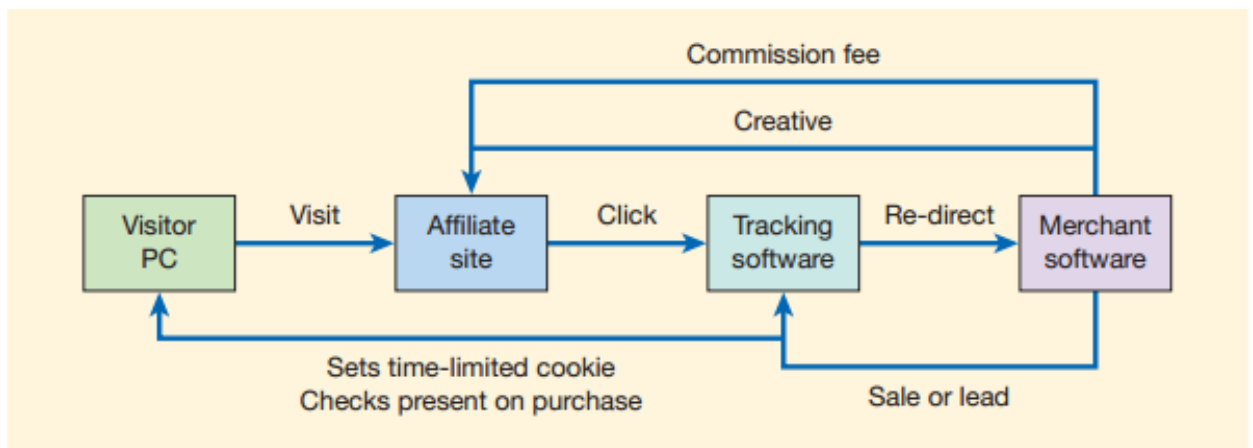 Commission fee
Creative
Visitor
PC
Visit
Affiliate
site
Click
Tracking
software
Re-direct
Merchant
software
Sets time-limited cookie
Checks present on purchase
Sale or lead